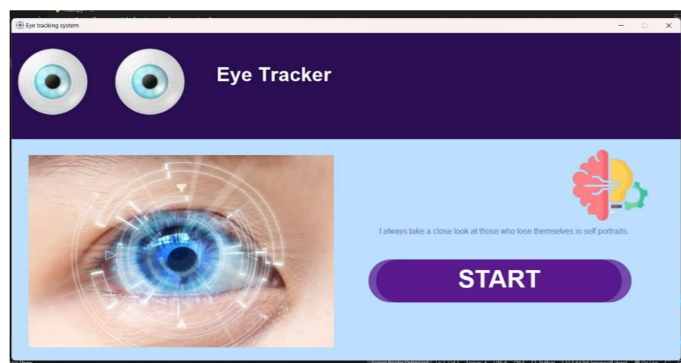 Eye tracking system
Eye Tracker
I always take a close look at those who lose themselves in self portraits.
START